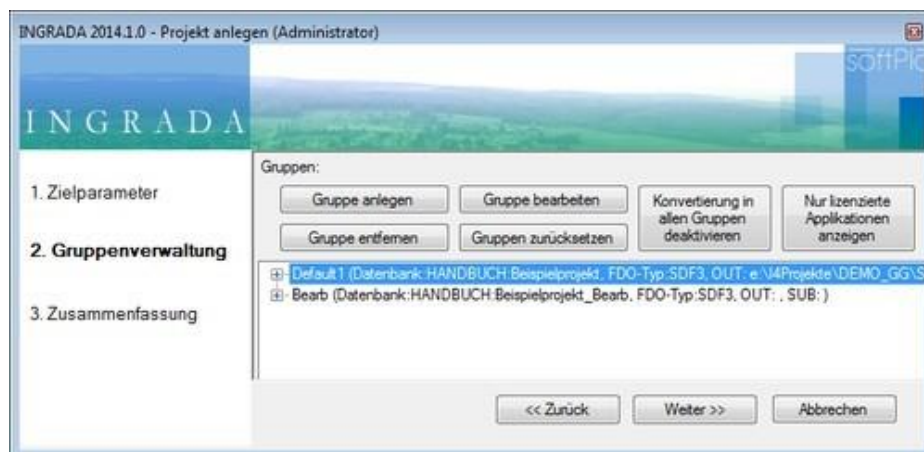 INGRADA 2014.1.0 - Projekt anlegen (Administrator)
INGRADA
1. Zielparameter
2. Gruppenverwaltung
3. Zusammenfassung
Gruppen:
Gruppe anlegen
Gruppe bearbeiten
Konvertierung in
allen Gruppen
deaktivieren
Nur lizenzierte
Applikationen
anzeigen
Gruppe entfernen
Gruppen zurücksetzen
Default1 (Datenbank:HANDBUCH:Beispielprojekt, FDO-Typ:SDF3, OUT: e:\I4Projekte\DEMO_GG\S
Bearb (Datenbank:HANDBUCH:Beispielprojekt_Bearb, FDO-Typ:SDF3, OUT: , SUB: )
<< Zurück
Weiter >>
Abbrechen